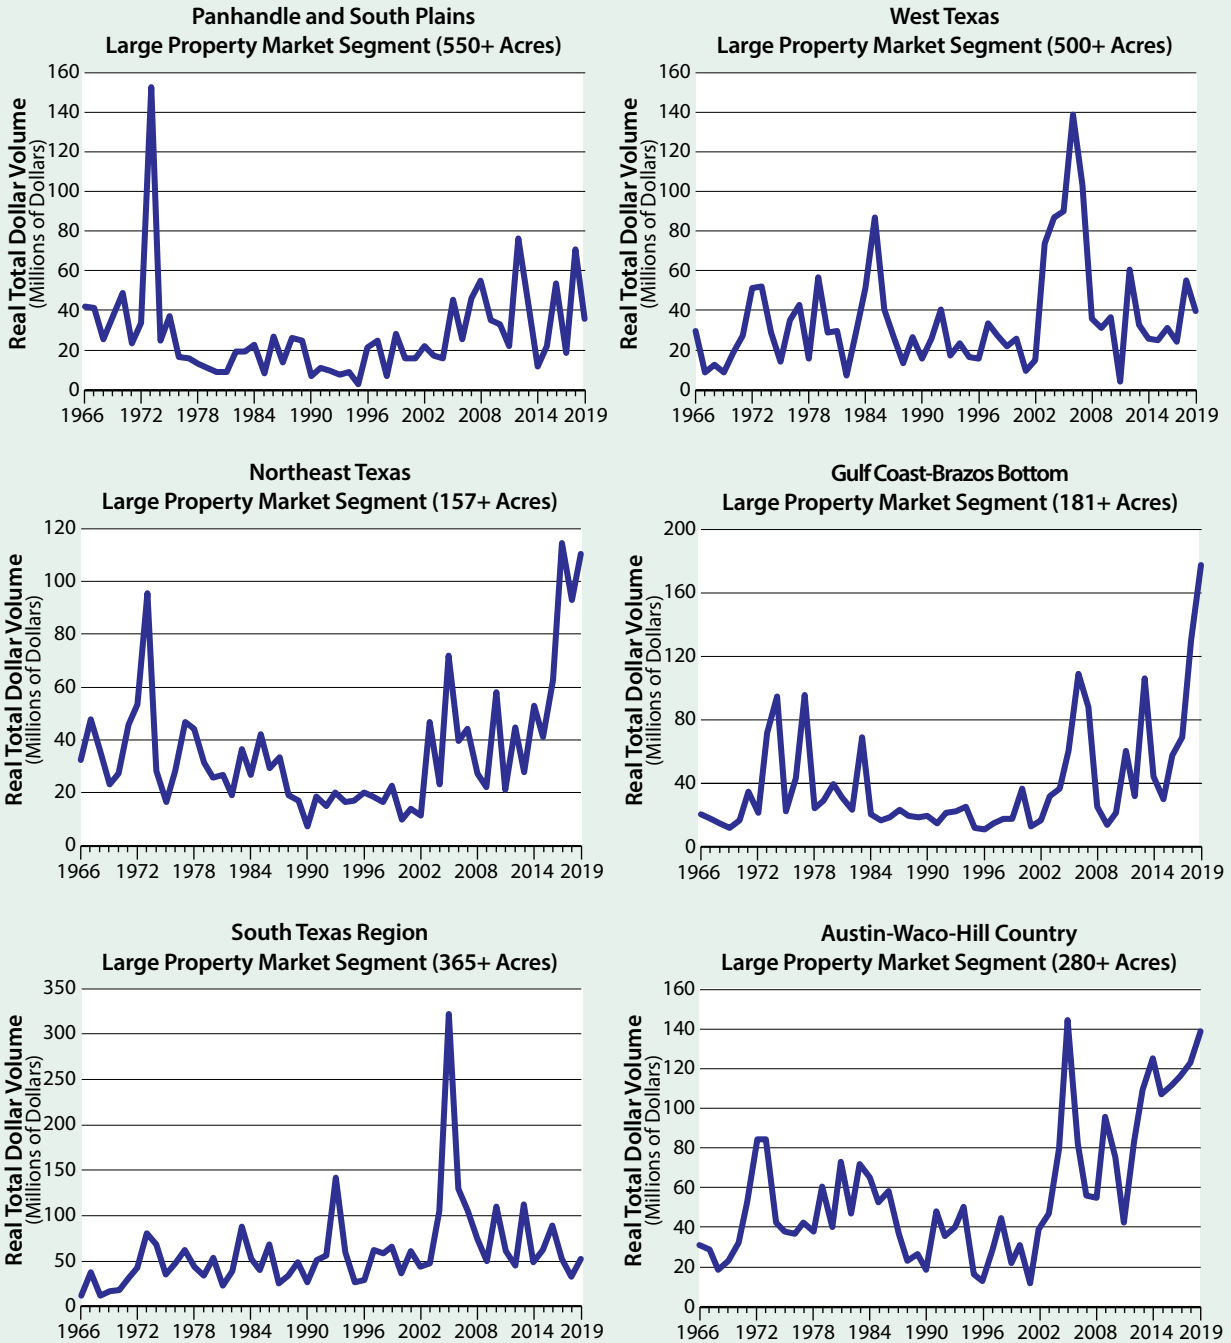 Panhandle and South Plains
Large Property Market Segment (550+ Acres)
Real Total Dollar Volume
(Millions of Dollars)
160
140
120
100
80
60
40
20
0
1966 1972 1978 1984 1990 1996 2002 2008 2014 2019
West Texas
Large Property Market Segment (500+ Acres)
Real Total Dollar Volume
(Millions of Dollars)
160
140
120
100
80
60
40
20
0
1966 1972 1978 1984 1990 1996 2002 2008 2014 2019
Northeast Texas
Large Property Market Segment (157+ Acres)
Real Total Dollar Volume
(Millions of Dollars)
120
100
80
60
40
20
0
1966 1972 1978 1984 1990 1996 2002 2008 2014 2019
Gulf Coast-Brazos Bottom
Large Property Market Segment (181+ Acres)
Real Total Dollar Volume
(Millions of Dollars)
200
160
120
80
40
0
1966 1972 1978 1984 1990 1996 2002 2008 2014 2019
South Texas Region
Large Property Market Segment (365+ Acres)
Real Total Dollar Volume
(Millions of Dollars)
350
300
250
200
150
100
50
0
1966 1972 1978 1984 1990 1996 2002 2008 2014 2019
Austin-Waco-Hill Country
Large Property Market Segment (280+ Acres)
Real Total Dollar Volume
(Millions of Dollars)
160
140
120
100
80
60
40
20
0
1966 1972 1978 1984 1990 1996 2002 2008 2014 2019